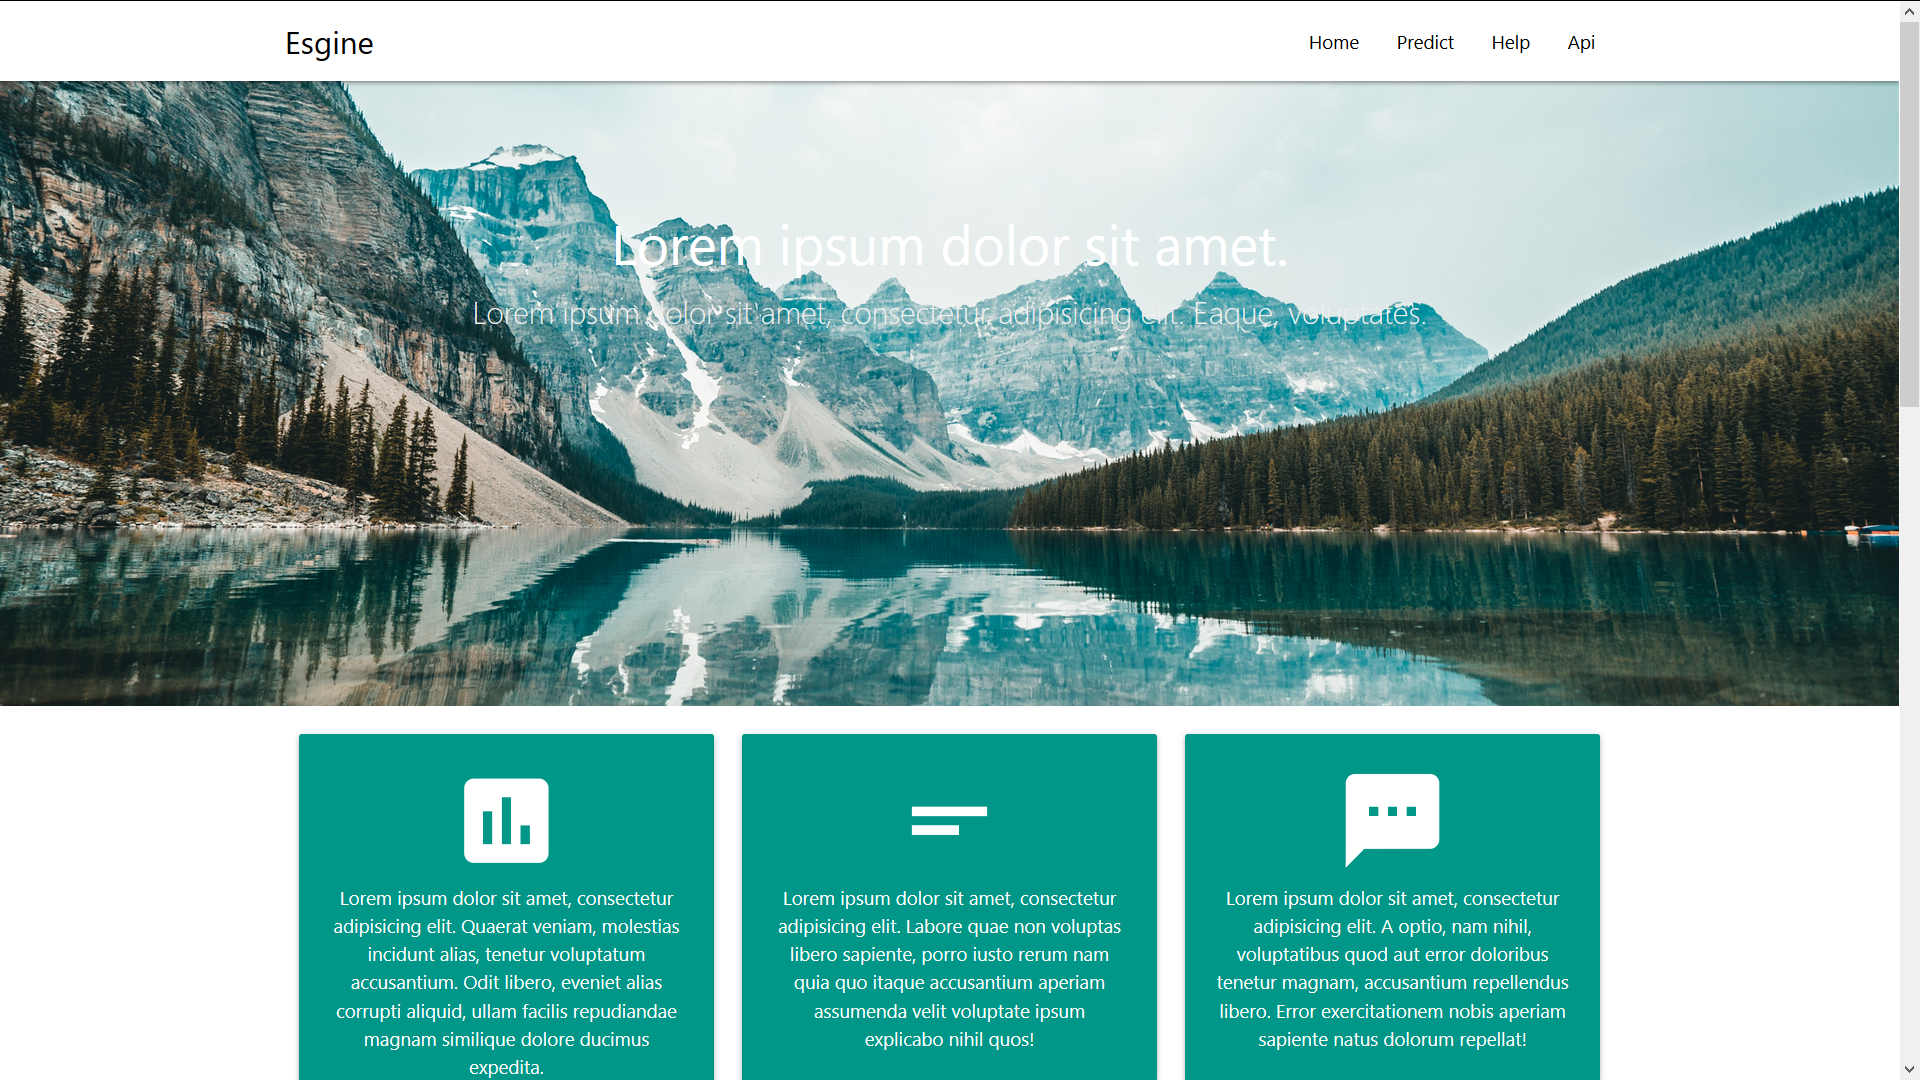 Esgine
Home Predict Help Api
Lorem ipsum dolor sit amet.
Lorem ipsum dolor sit amet, consectetur adipisicing elit. Eaque, voluptates.
Lorem ipsum dolor sit amet, consectetur
adipisicing elit. Quaerat veniam, molestias
incidunt alias, tenetur voluptatum
accusantium. Odit libero, eveniet alias
corrupti aliquid, ullam facilis repudiandae
magnam similique dolore ducimus
expedita.
Lorem ipsum dolor sit amet, consectetur
adipisicing elit. Labore quae non voluptas
libero sapiente, porro iusto rerum nam
quia quo itaque accusantium aperiam
assumenda velit voluptate ipsum
explicabo nihil quos!
Lorem ipsum dolor sit amet, consectetur
adipisicing elit. A optio, nam nihil,
voluptatibus quod aut error doloribus
tenetur magnam, accusantium repellendus
libero. Error exercitationem nobis aperiam
sapiente natus dolorum repellat!